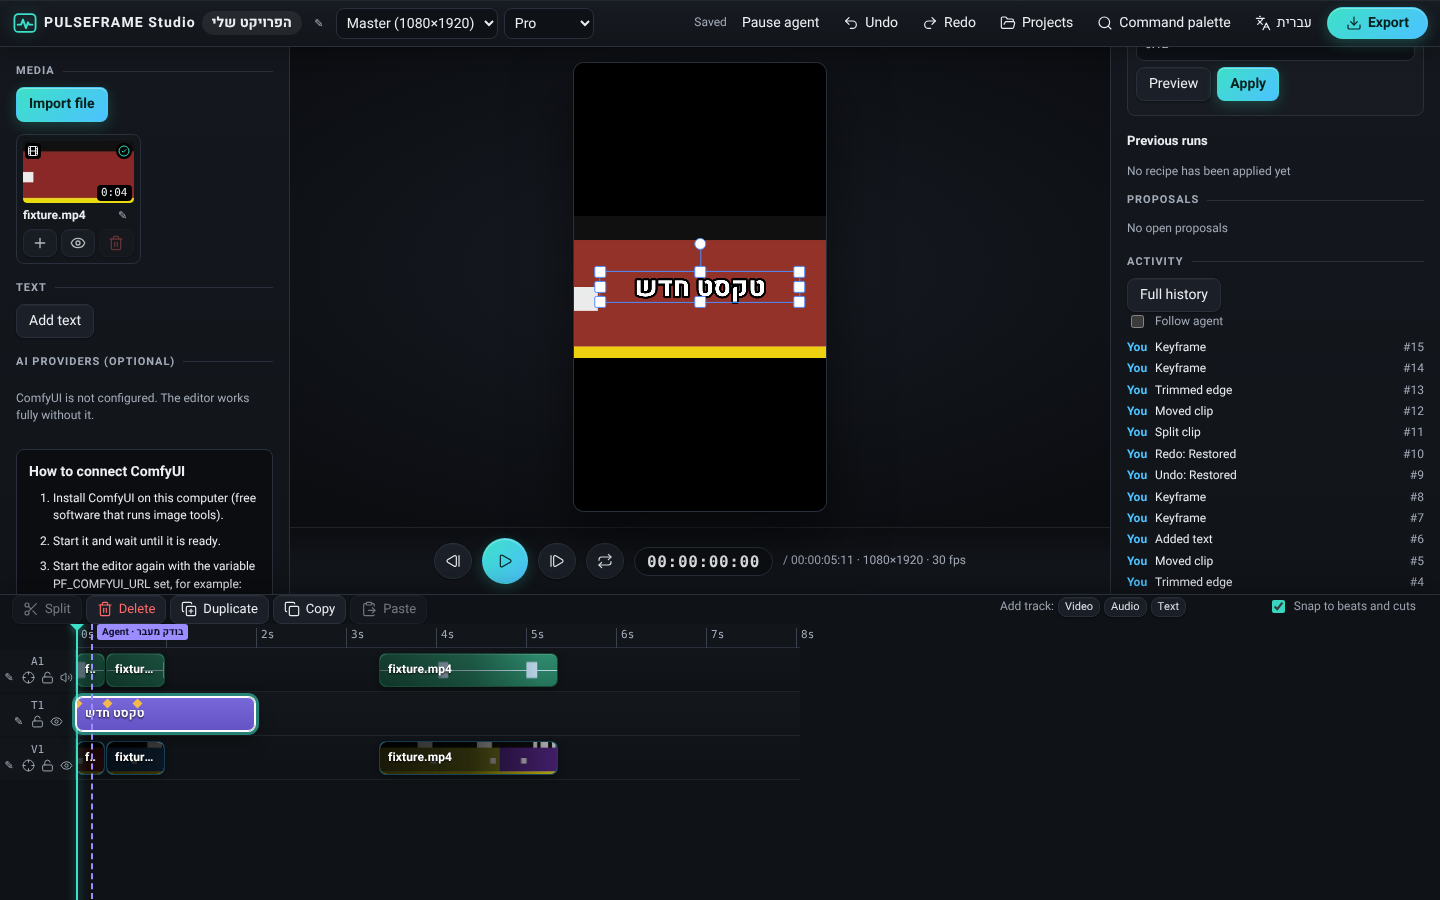 PULSEFRAME Studio
הפרויקט שלי
Master (1080×1920)
Pro
Saved
Pause agent
Undo
Redo
Projects
Command palette
עברית
Export
MEDIA
Import file
0:04
fixture.mp4
TEXT
Add text
AI PROVIDERS (OPTIONAL)
ComfyUI is not configured. The editor works
fully without it.
How to connect ComfyUI
1. Install ComfyUI on this computer (free
software that runs image tools).
2. Start it and wait until it is ready.
3. Start the editor again with the variable
PF_COMFYUI_URL set, for example:
טקסט חדש
00:00:00:00
/ 00:00:05:11 · 1080×1920 · 30 fps
Preview
Apply
Previous runs
No recipe has been applied yet
PROPOSALS
No open proposals
ACTIVITY
Full history
Follow agent
You Keyframe #15
You Keyframe #14
You Trimmed edge #13
You Moved clip #12
You Split clip #11
You Redo: Restored #10
You Undo: Restored #9
You Keyframe #8
You Keyframe #7
You Added text #6
You Moved clip #5
You Trimmed edge #4
Split
Delete
Duplicate
Copy
Paste
Add track:
Video
Audio
Text
Snap to beats and cuts
0s
Agent · בודק מעבר
2s
3s
4s
5s
6s
7s
8s
A1
f..
fixtur...
fixture.mp4
T1
טקסט חדש
V1
f..
fixtur...
fixture.mp4